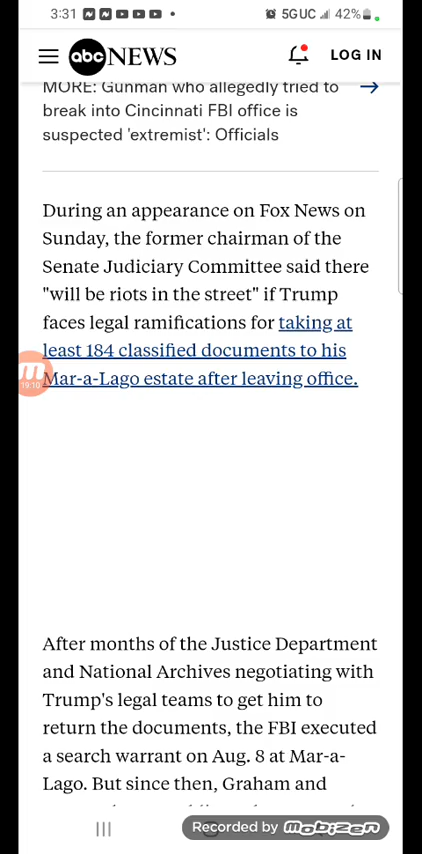 3:31 5GUC 42%
abc NEWS LOG IN
MORE: Gunman who allegedly tried to
break into Cincinnati FBI office is
suspected 'extremist': Officials
During an appearance on Fox News on
Sunday, the former chairman of the
Senate Judiciary Committee said there
"will be riots in the street" if Trump
faces legal ramifications for taking at
least 184 classified documents to his
Mar-a-Lago estate after leaving office.
19:10
After months of the Justice Department
and National Archives negotiating with
Trump's legal teams to get him to
return the documents, the FBI executed
a search warrant on Aug. 8 at Mar-a-
Lago. But since then, Graham and
Recorded by mobizen